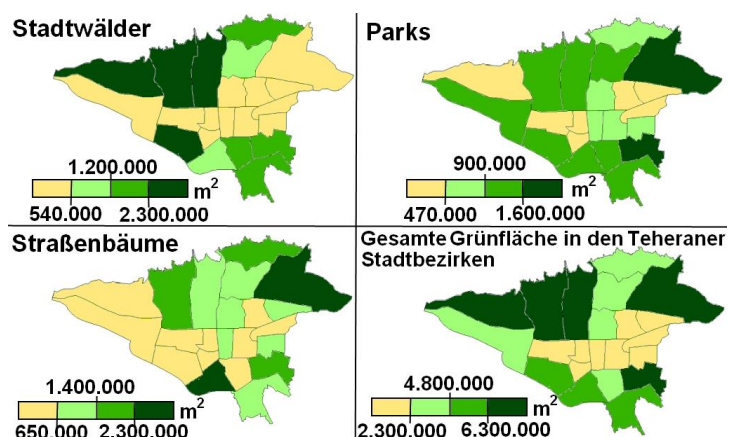 Stadtwälder
1.200.000
m²
540.000 2.300.000
Parks
900.000
m²
470.000 1.600.000
Straßenbäume
1.400.000
m²
650.000 2.300.000
Gesamte Grünfläche in den Teheraner
Stadtbezirken
4.800.000
m²
2.300.000 6.300.000